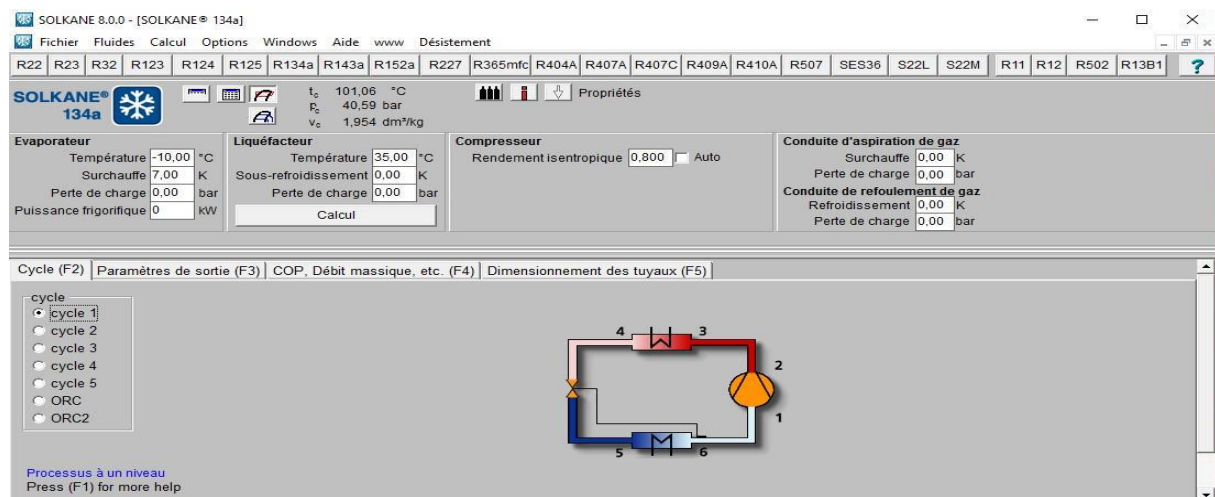 SOLKANE 8.0.0 - [SOLKANE® 134a]
Fichier Fluides Calcul Options Windows Aide www Désistement
R22 R23 R32 R123 R124 R125 R134a R143a R152a R227 R365mfc R404A R407A R407C R409A R410A R507 SES36 S22L S22M R11 R12 R502 R13B1 ?
SOLKANE® 134a
tc 101,06 °C
pc 40,59 bar
vc 1,954 dm³/kg
Propriétés
Evaporateur
Température -10,00 °C
Surchauffe 7,00 K
Perte de charge 0,00 bar
Puissance frigorifique 0 kW
Liquéfacteur
Température 35,00 °C
Sous-refroidissement 0,00 K
Perte de charge 0,00 bar
Calcul
Compresseur
Rendement isentropique 0,800 Auto
Conduite d'aspiration de gaz
Surchauffe 0,00 K
Perte de charge 0,00 bar
Conduite de refoulement de gaz
Refroidissement 0,00 K
Perte de charge 0,00 bar
Cycle (F2) Paramètres de sortie (F3) COP, Débit massique, etc. (F4) Dimensionnement des tuyaux (F5)
cycle
cycle 1
cycle 2
cycle 3
cycle 4
cycle 5
ORC
ORC2
4 3
2
1
5 6
Processus à un niveau
Press (F1) for more help